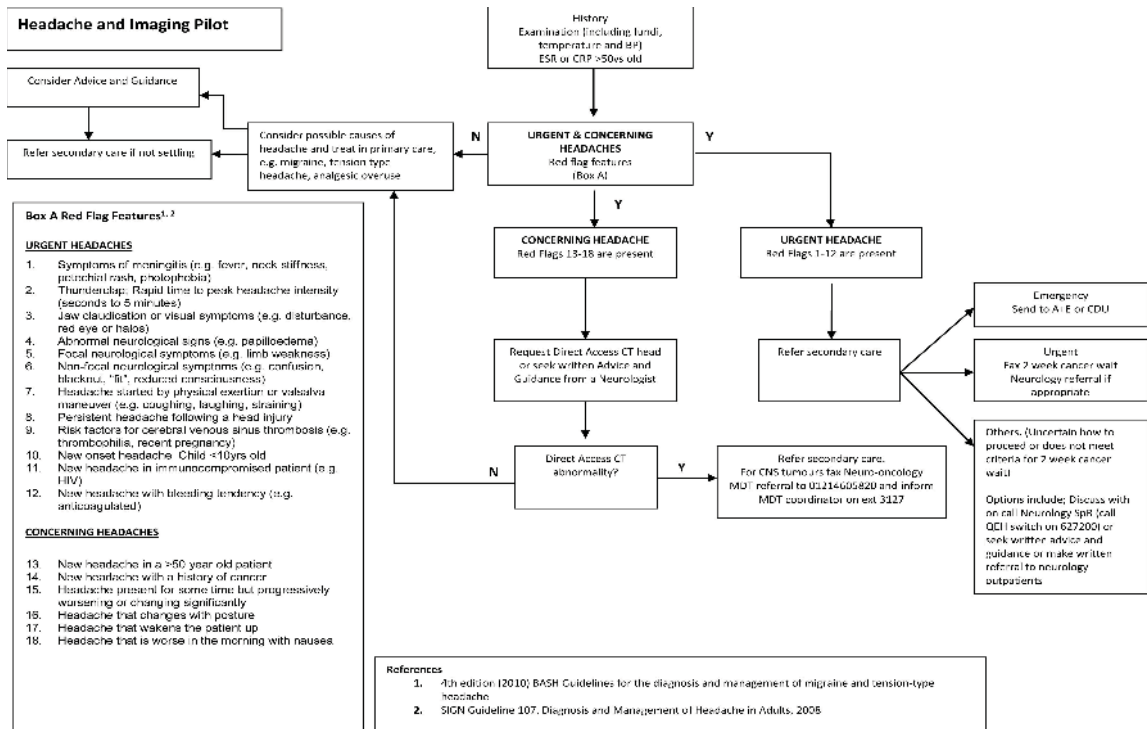 Headache and Imaging Pilot
History
Examination (including fundi,
temperature and BP)
ESR or CRP >50ys old
Consider Advice and Guidance
Refer secondary care if not settling
Consider possible causes of
headache and treat in primary care,
e.g. migraine, tension type
headache, analgesic overuse
N
URGENT & CONCERNING
HEADACHES
Red flag features
(Box A)
Y
Y
CONCERNING HEADACHE
Red Flags 13-18 are present
URGENT HEADACHE
Red Flags 1-12 are present
Request Direct Access CT head
or seek written Advice and
Guidance from a Neurologist
Refer secondary care
Emergency
Send to A+E or CDU
Urgent
Fax 2 week cancer wait
Neurology referral if
appropriate
Others. (Uncertain how to
proceed or does not meet
criteria for 2 week cancer
wait)
Options include; Discuss with
on call Neurology SpR (call
QEH switch on 627200) or
seek written advice and
guidance or make written
referral to neurology
outpatients
N
Direct Access CT
abnormality?
Y
Refer secondary care.
For CNS tumours fax Neuro-oncology
MDT referral to 01214605820 and inform
MDT coordinator on ext 3127
Box A Red Flag Features1, 2
URGENT HEADACHES
1. Symptoms of meningitis (e.g. fever, neck stiffness,
petechial rash, photophobia)
2. Thunderclap: Rapid time to peak headache intensity
(seconds to 5 minutes)
3. Jaw claudication or visual symptoms (e.g. disturbance,
red eye or halos)
4. Abnormal neurological signs (e.g. papilloedema)
5. Focal neurological symptoms (e.g. limb weakness)
6. Non-focal neurological symptoms (e.g. confusion,
blackout, "fit", reduced consciousness)
7. Headache started by physical exertion or valsalva
maneuver (e.g. coughing, laughing, straining)
8. Persistent headache following a head injury
9. Risk factors for cerebral venous sinus thrombosis (e.g.
thrombophilia, recent pregnancy)
10. New onset headache Child <10yrs old
11. New headache in immunocompromised patient (e.g.
HIV)
12. New headache with bleeding tendency (e.g.
anticoagulated)
CONCERNING HEADACHES
13. New headache in a >50 year old patient
14. New headache with a history of cancer
15. Headache present for some time but progressively
worsening or changing significantly
16. Headache that changes with posture
17. Headache that wakens the patient up
18. Headache that is worse in the morning with nausea
References
1. 4th edition (2010) BASH Guidelines for the diagnosis and management of migraine and tension-type
headache
2. SIGN Guideline 107. Diagnosis and Management of Headache in Adults. 2008